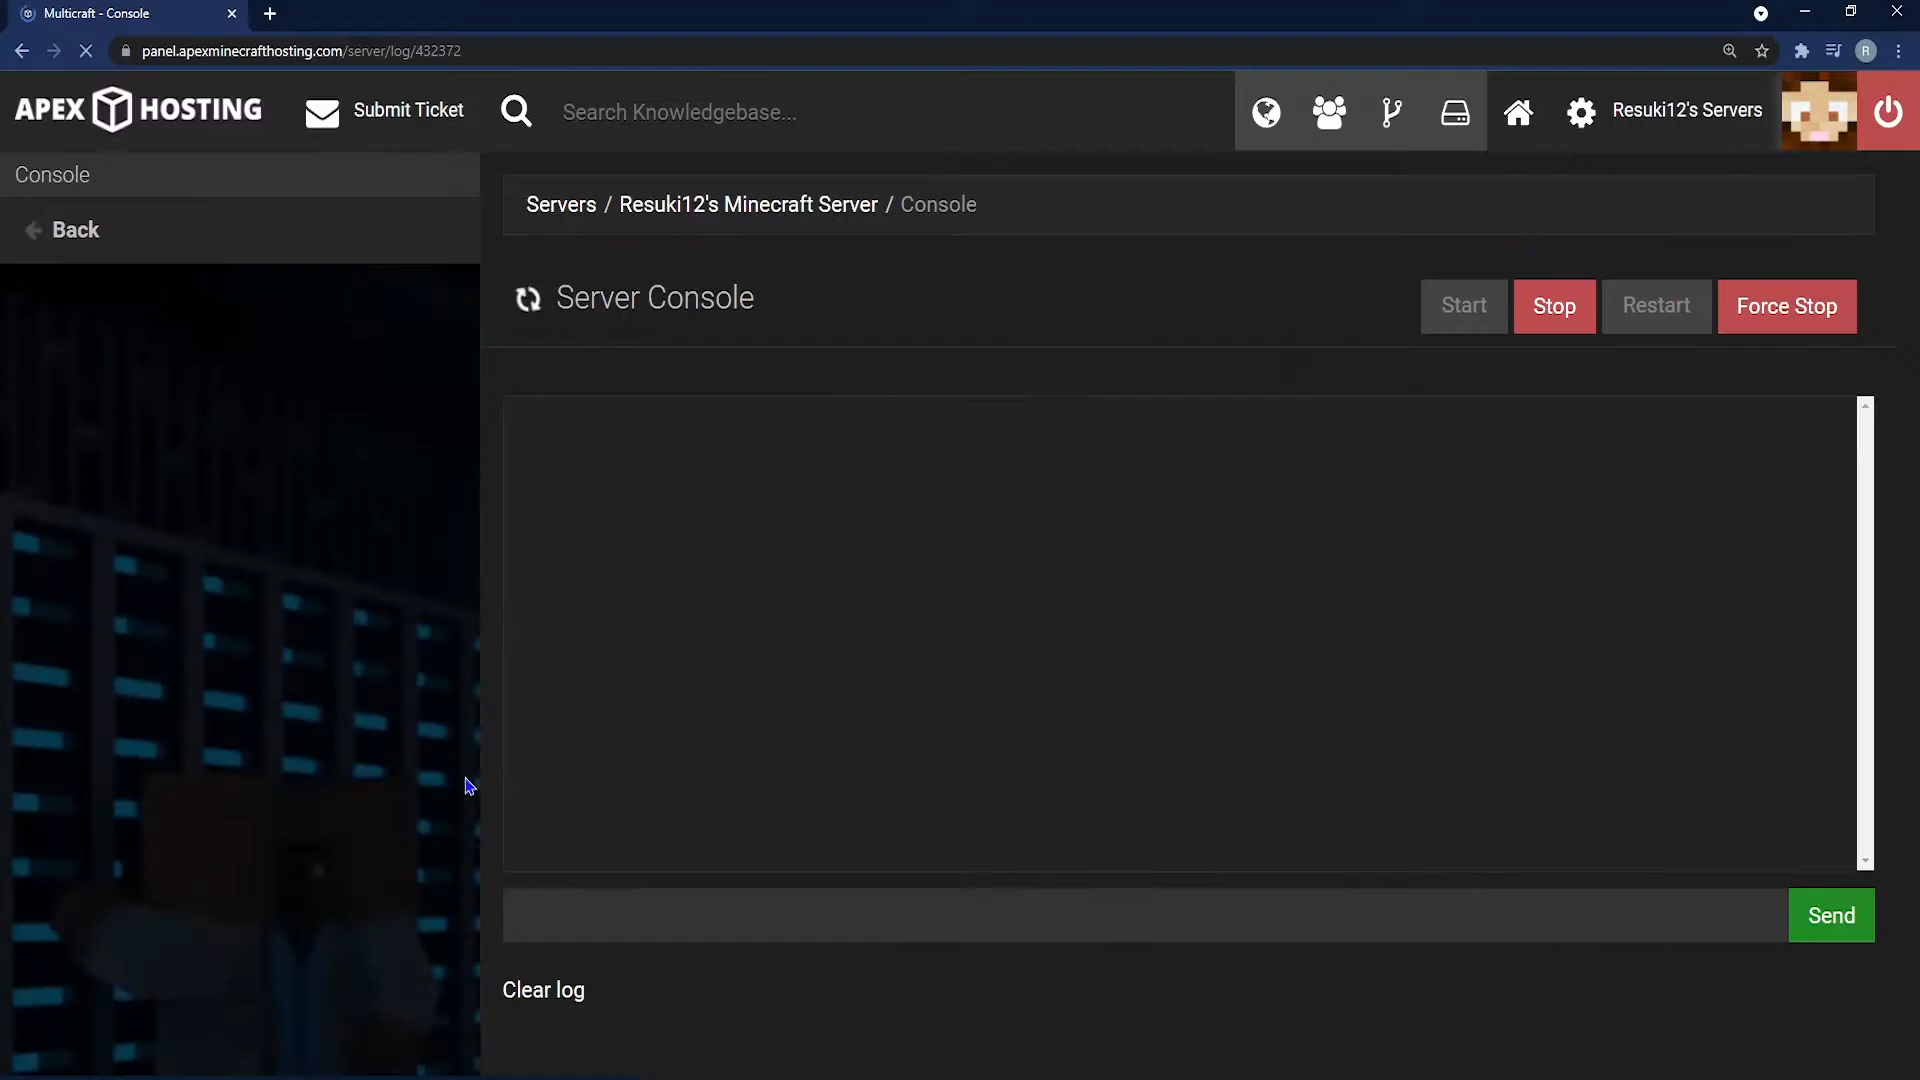 Multicraft - Console
panel.apexminecrafthosting.com/server/log/432372
R
APEX HOSTING
Submit Ticket
Search Knowledgebase...
Resuki12's Servers
Console
Back
Servers / Resuki12's Minecraft Server / Console
Server Console
Start
Stop
Restart
Force Stop
Send
Clear log